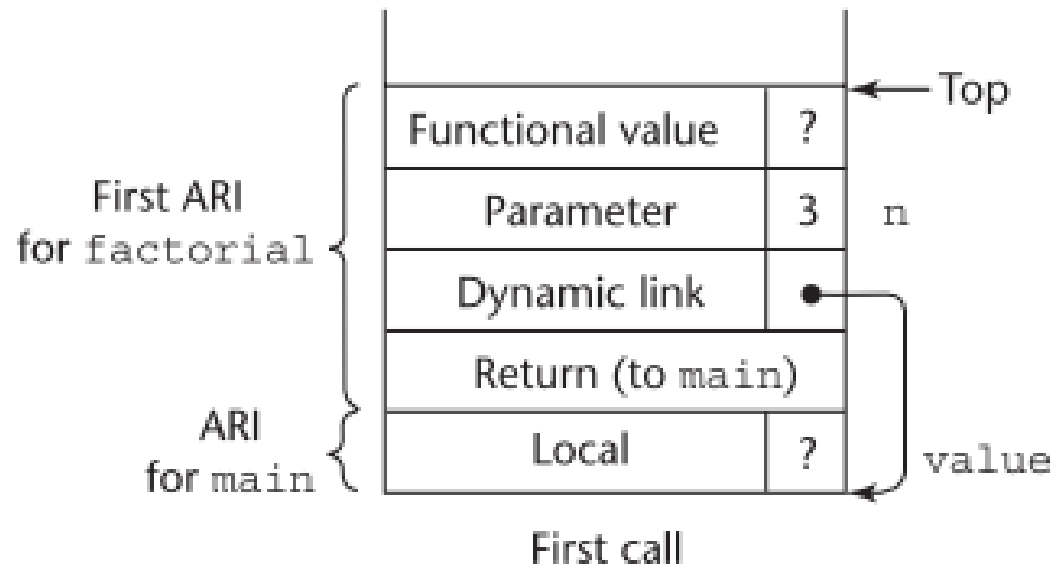 Top
Functional value ?
First ARI
for factorial
Parameter 3 n
Dynamic link
Return (to main)
ARI
for main
Local ?
value
First call